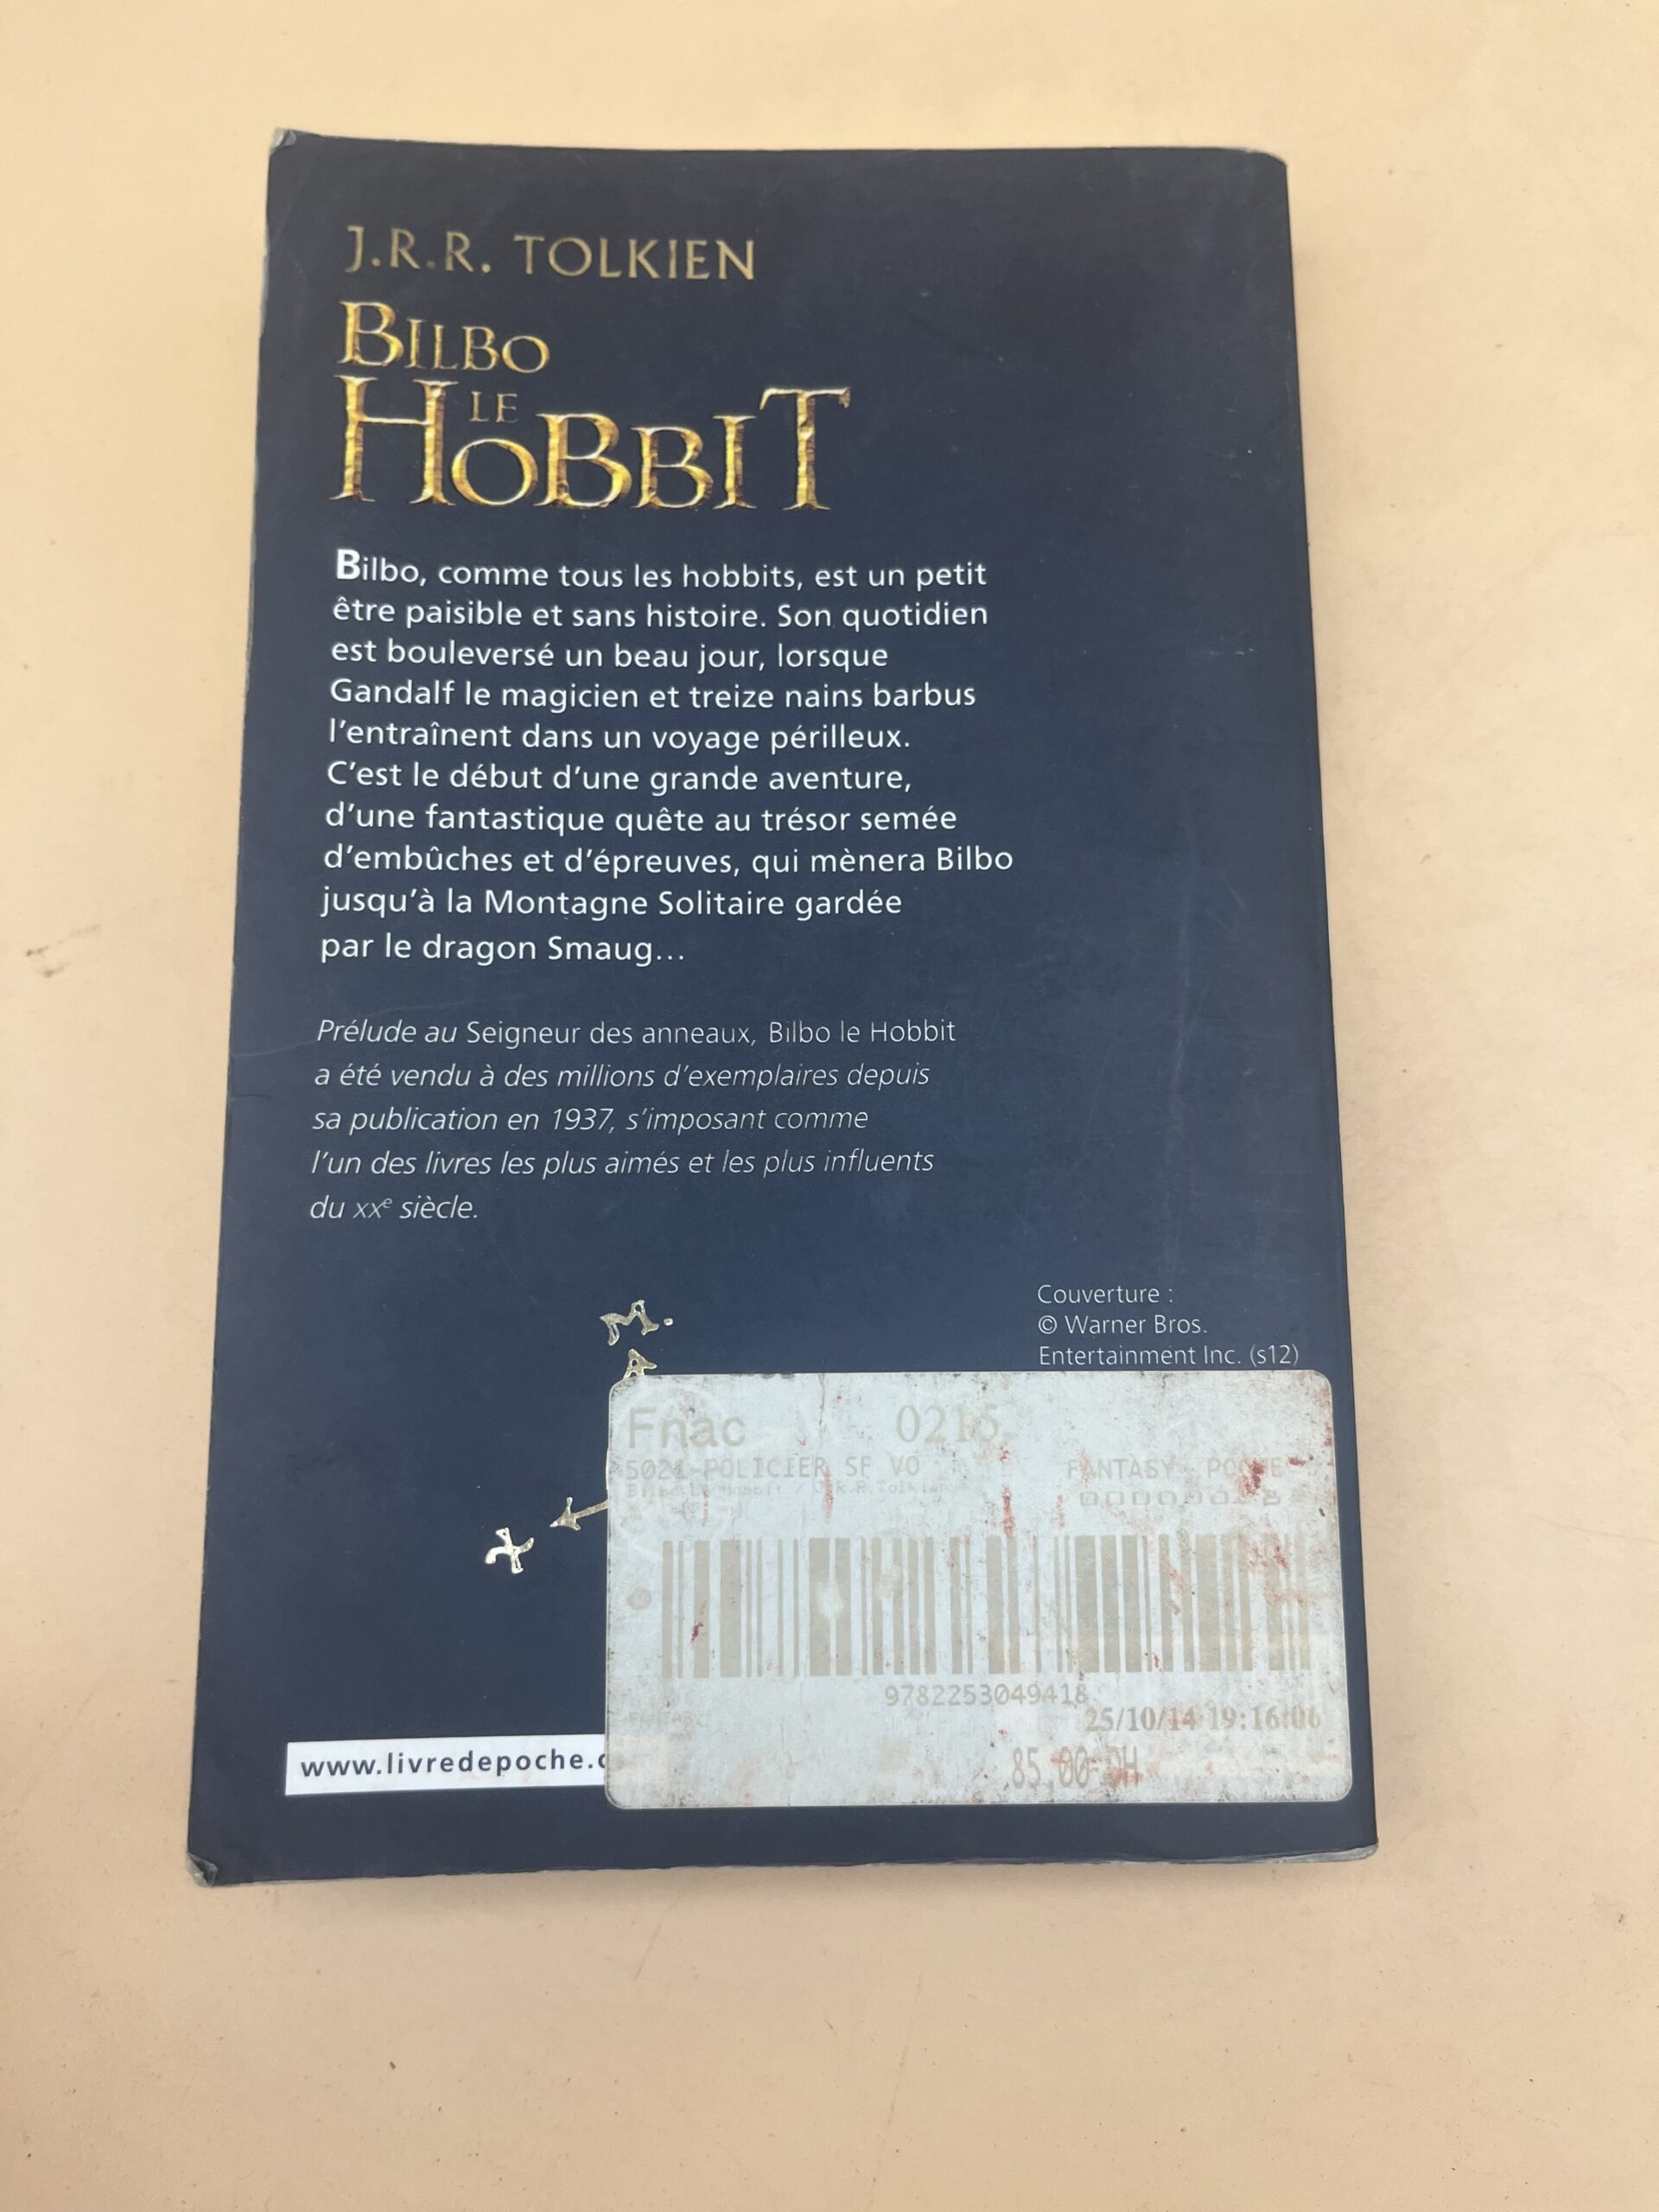 J.R.R. TOLKIEN
BILBO
LE
HOBBIT
Bilbo, comme tous les hobbits, est un petit
être paisible et sans histoire. Son quotidien
est bouleversé un beau jour, lorsque
Gandalf le magicien et treize nains barbus
l’entraînent dans un voyage périlleux.
C’est le début d’une grande aventure,
d’une fantastique quête au trésor semée
d’embûches et d’épreuves, qui mènera Bilbo
jusqu’à la Montagne Solitaire gardée
par le dragon Smaug...
Prélude au Seigneur des anneaux, Bilbo le Hobbit
a été vendu à des millions d’exemplaires depuis
sa publication en 1937, s’imposant comme
l’un des livres les plus aimés et les plus influents
du XXe siècle.
Couverture :
© Warner Bros.
Entertainment Inc. (s12)
M.
A
Fnac 0215
S021-POLICIER SF VO FANTASY - POCHE
Bilbo le Hobbit / J.R.R.Tolkien
9782253049418
25/10/14 19:16:06
85,00 DH
www.livredepoche.c